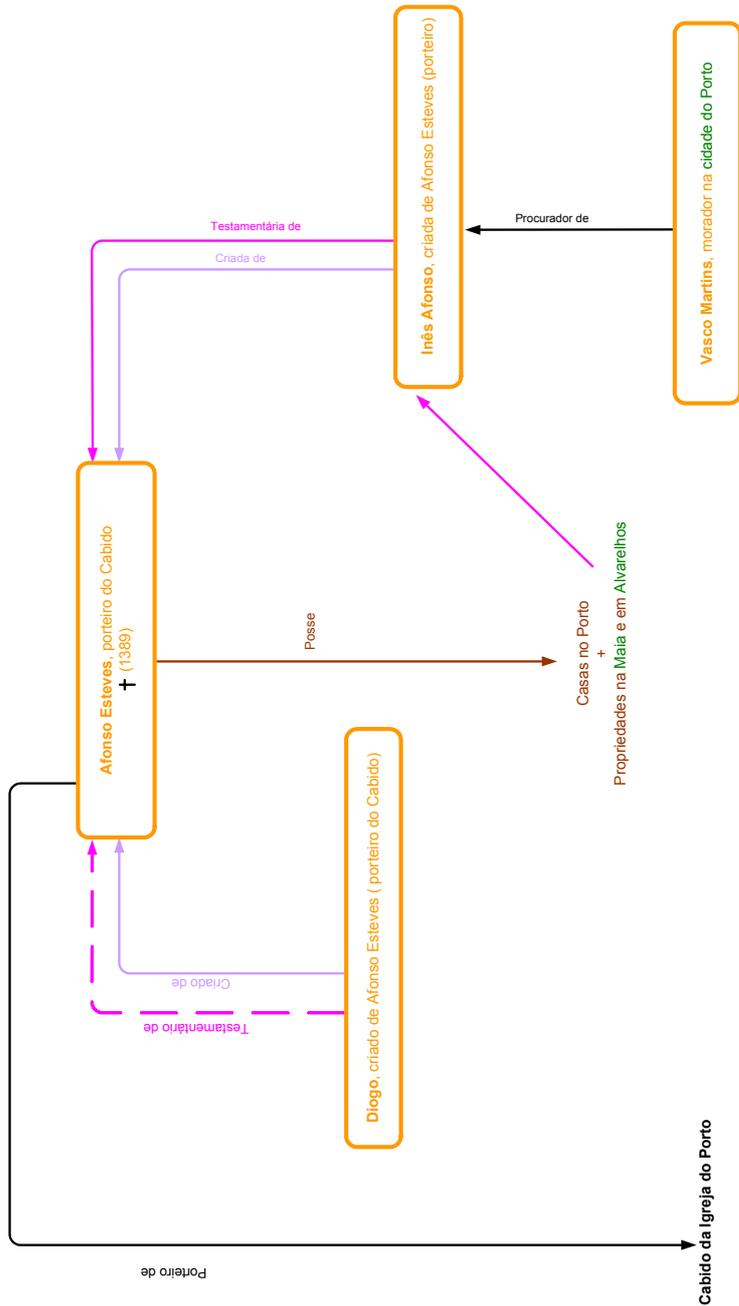 Porteiro de
Cabido da Igreja do Porto
Afonso Esteves, porteiro do Cabido
✝ (1389)
Testamentário de
Criado de
Diogo, criado de Afonso Esteves ( porteiro do Cabido)
Posse
Casas no Porto
+
Propriedades na Maia e em Alvarelhos
Testamentária de
Criada de
Inês Afonso, criada de Afonso Esteves (porteiro)
Procurador de
Vasco Martins, morador na cidade do Porto